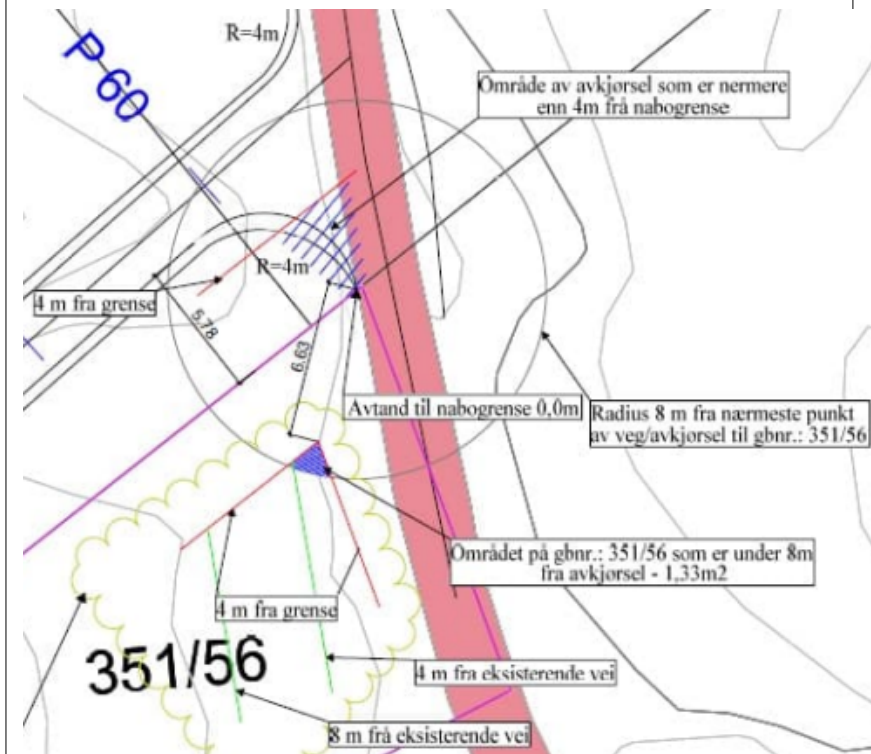 R=4m
P 60
Område av avkjørsel som er nermere
enn 4m frå nabogrense
R=4m
4 m fra grense
5.78
6.63
Avtand til nabogrense 0,0m
Radius 8 m fra nærmeste punkt
av veg/avkjørsel til gbnr.: 351/56
Området på gbnr.: 351/56 som er under 8m
fra avkjørsel - 1,33m2
4 m fra grense
351/56
4 m fra eksisterende vei
8 m frå eksisterende vei